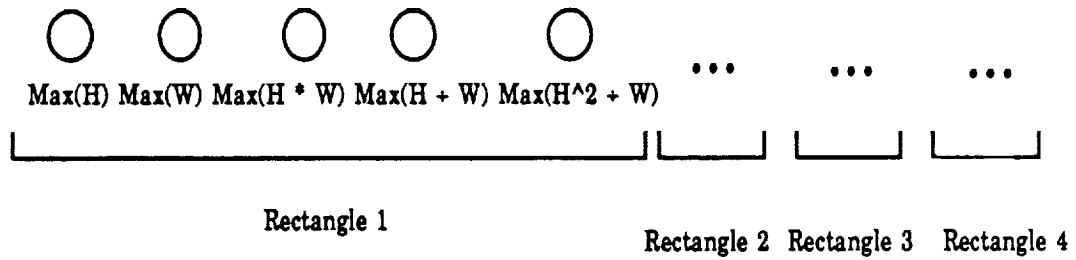 Max(H) Max(W) Max(H * W) Max(H + W) Max(H^2 + W)
... ... ...
Rectangle 1
Rectangle 2 Rectangle 3 Rectangle 4